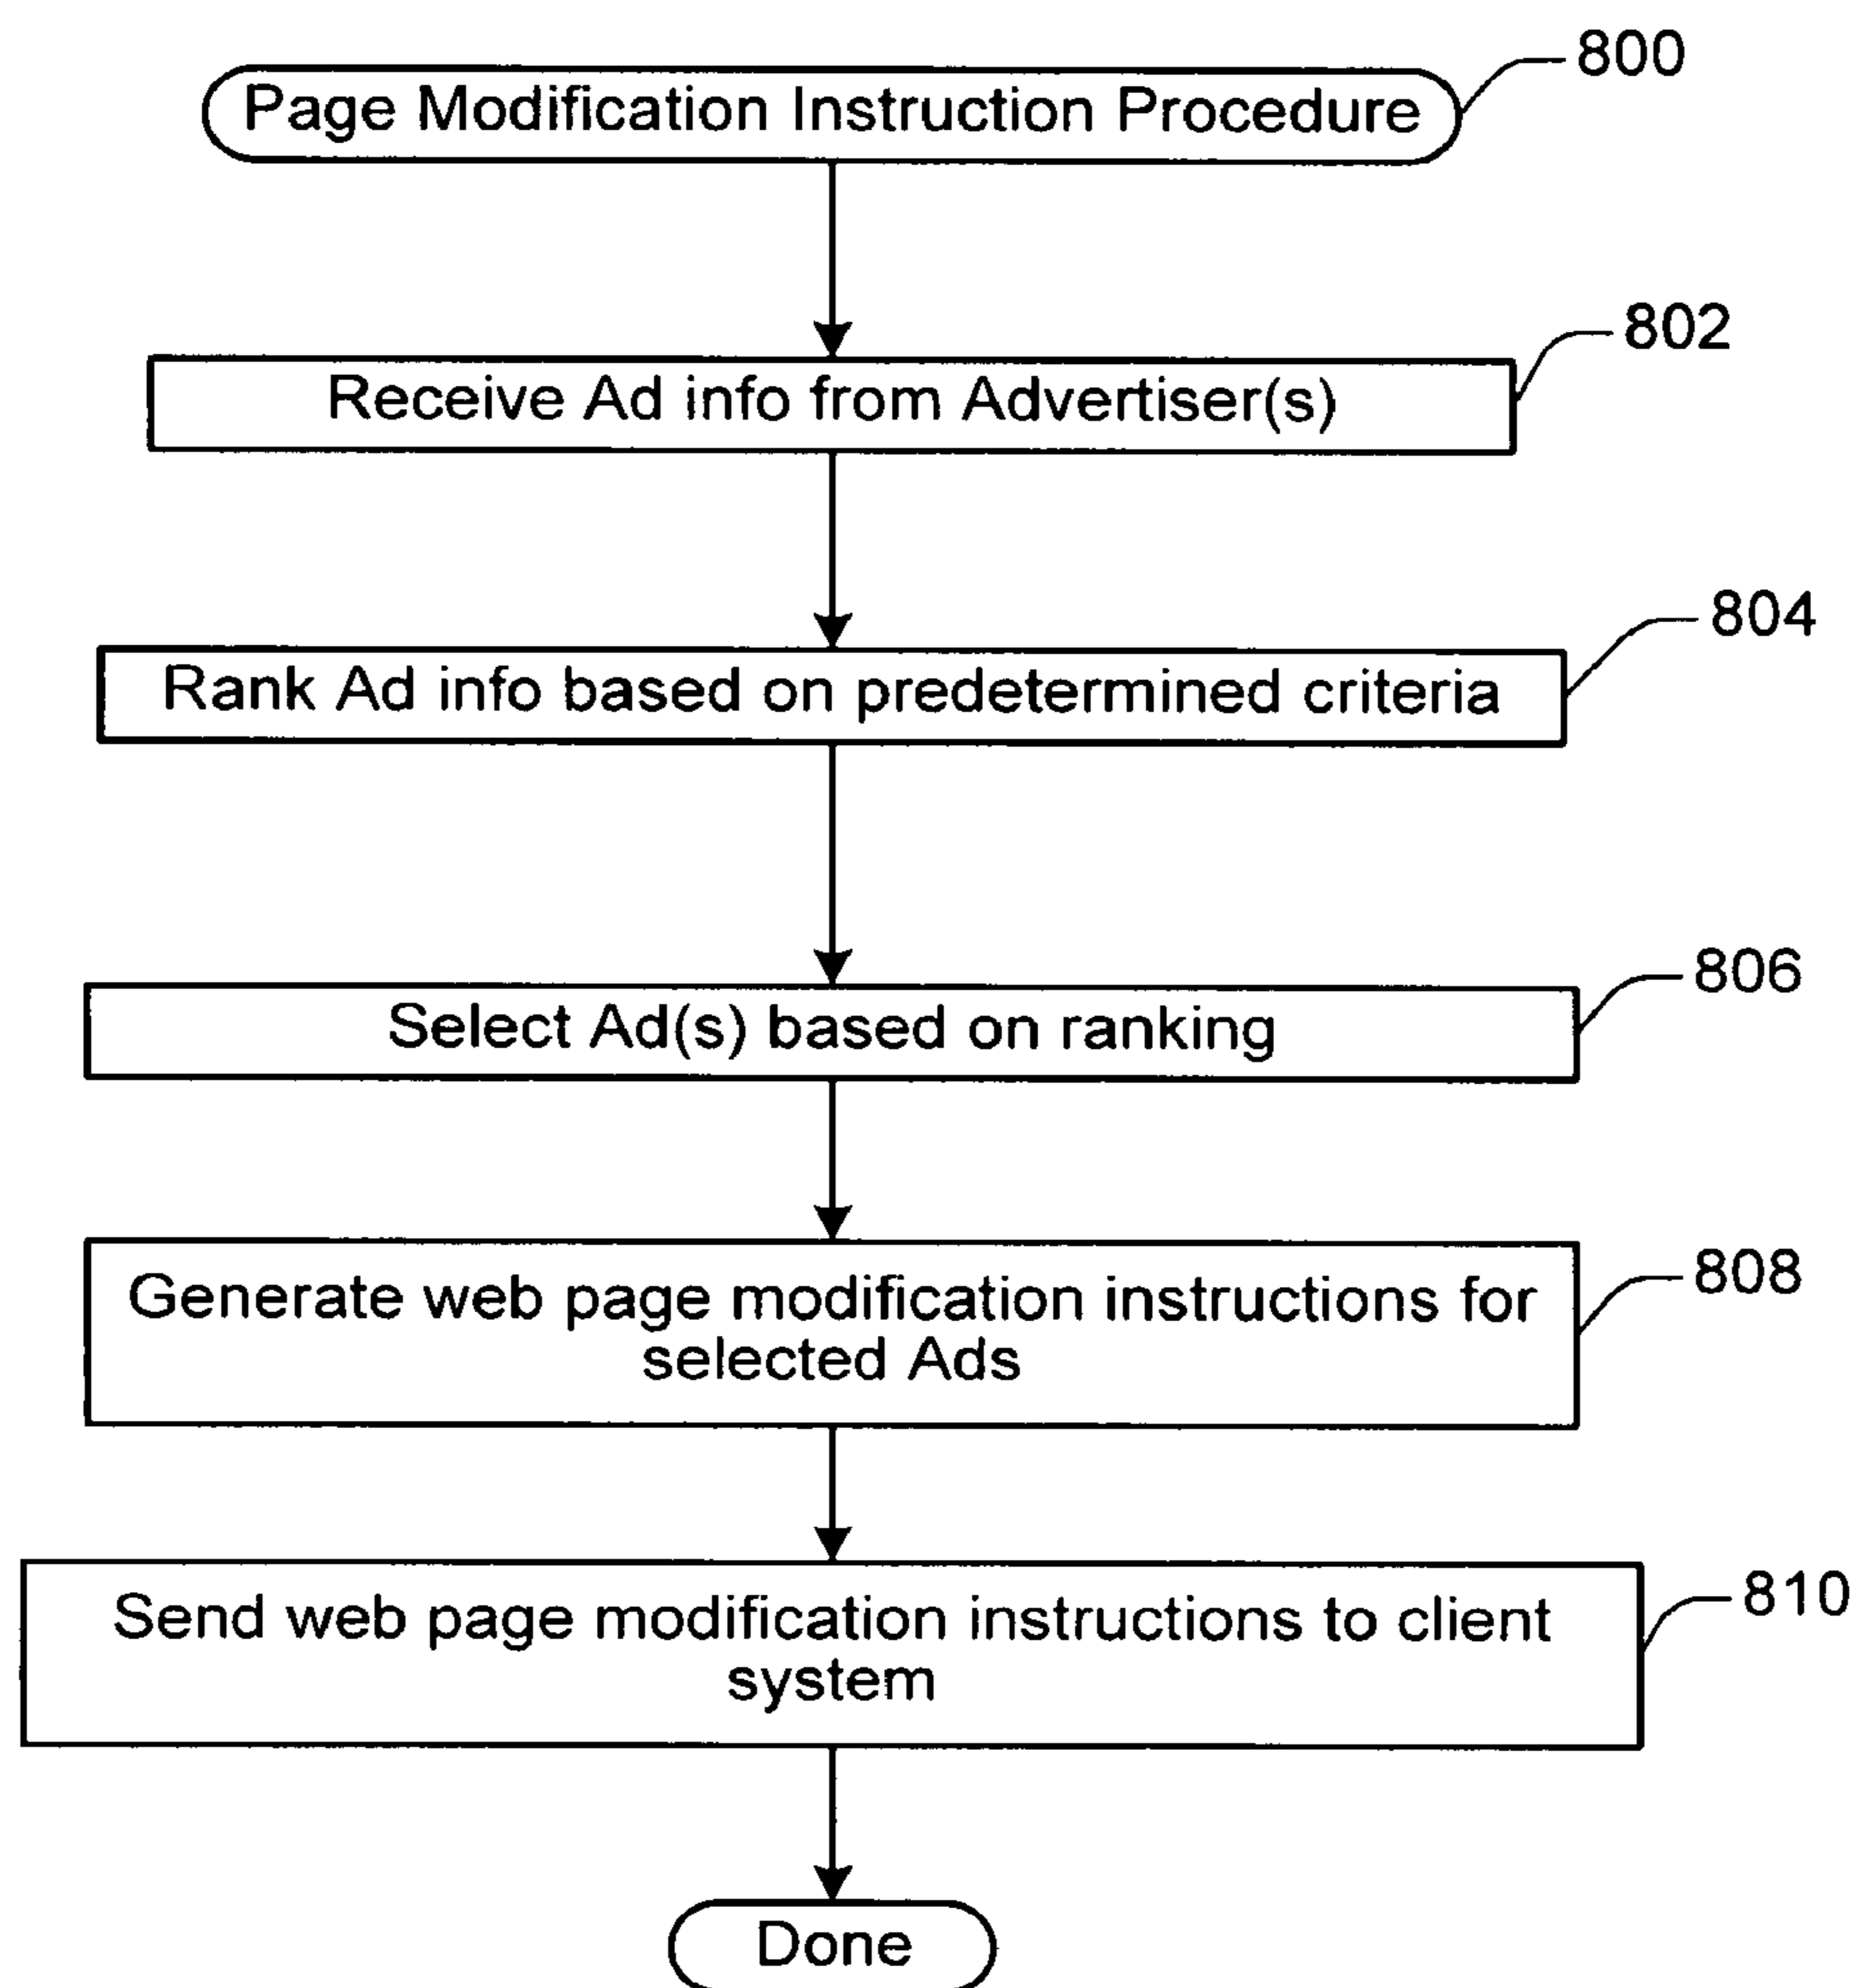 800
Page Modification Instruction Procedure
802
Receive Ad info from Advertiser(s)
804
Rank Ad info based on predetermined criteria
806
Select Ad(s) based on ranking
808
Generate web page modification instructions for
selected Ads
810
Send web page modification instructions to client
system
Done